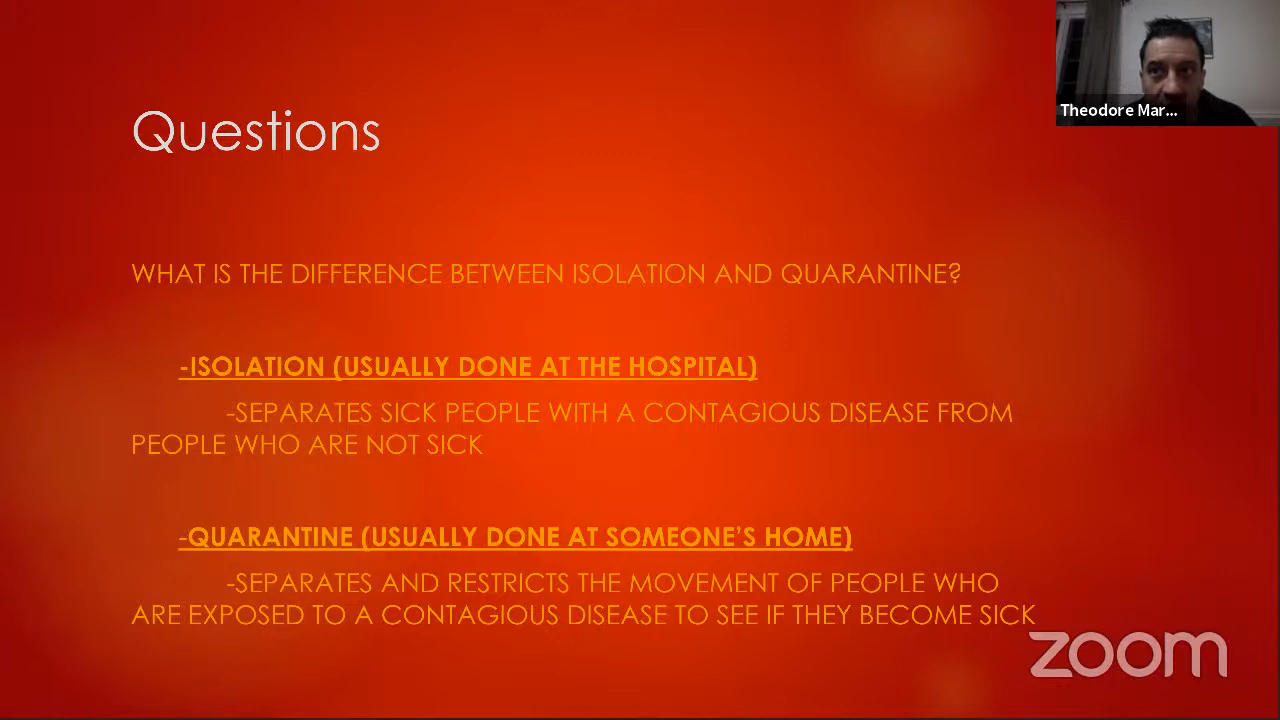 Theodore Mar...
Questions
WHAT IS THE DIFFERENCE BETWEEN ISOLATION AND QUARANTINE?
-ISOLATION (USUALLY DONE AT THE HOSPITAL)
-SEPARATES SICK PEOPLE WITH A CONTAGIOUS DISEASE FROM
PEOPLE WHO ARE NOT SICK
-QUARANTINE (USUALLY DONE AT SOMEONE’S HOME)
-SEPARATES AND RESTRICTS THE MOVEMENT OF PEOPLE WHO
ARE EXPOSED TO A CONTAGIOUS DISEASE TO SEE IF THEY BECOME SICK
zoom